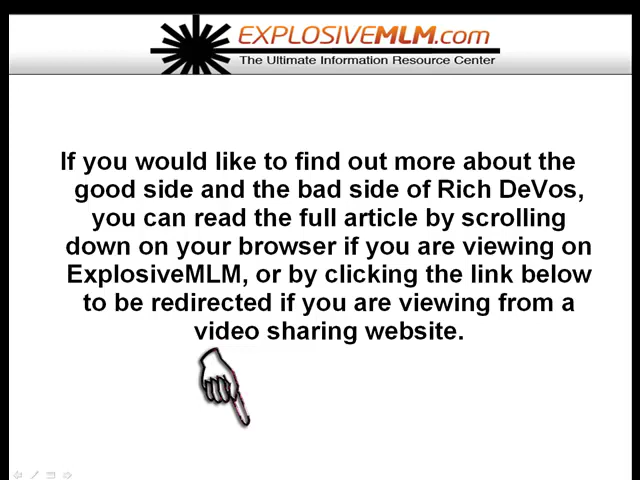 EXPLOSIVEMLM.com
The Ultimate Information Resource Center
If you would like to find out more about the
good side and the bad side of Rich DeVos,
you can read the full article by scrolling
down on your browser if you are viewing on
ExplosiveMLM, or by clicking the link below
to be redirected if you are viewing from a
video sharing website.